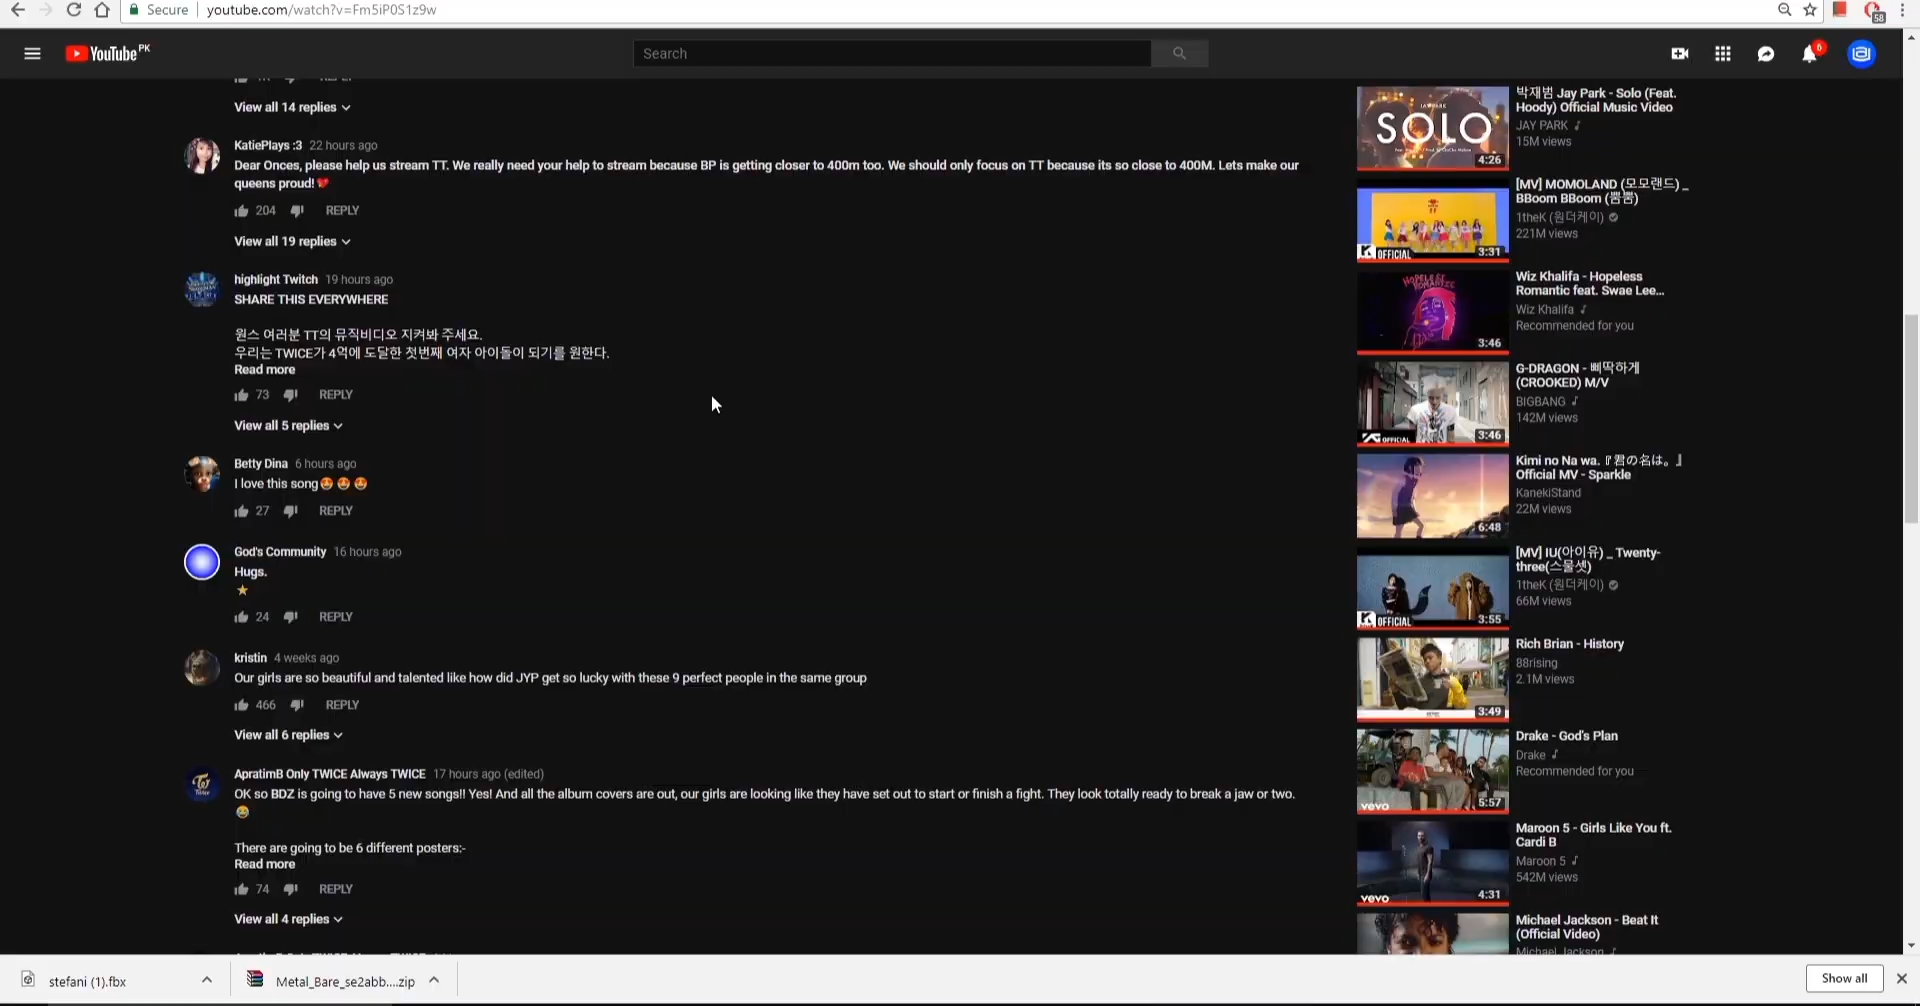 Secure
youtube.com/watch?v=Fm5iP0S1z9w
58
YouTube PK
Search
6
View all 14 replies
KatiePlays :3 22 hours ago
Dear Onces, please help us stream TT. We really need your help to stream because BP is getting closer to 400m too. We should only focus on TT because its so close to 400M. Lets make our
queens proud!💖
204 REPLY
View all 19 replies
highlight Twitch 19 hours ago
SHARE THIS EVERYWHERE
원스 여러분 TT의 뮤직비디오 지켜봐 주세요.
우리는 TWICE가 4억에 도달한 첫번째 여자 아이돌이 되기를 원한다.
Read more
73 REPLY
View all 5 replies
Betty Dina 6 hours ago
I love this song😍😍😍
27 REPLY
God's Community 16 hours ago
Hugs.
⭐
24 REPLY
kristin 4 weeks ago
Our girls are so beautiful and talented like how did JYP get so lucky with these 9 perfect people in the same group
466 REPLY
View all 6 replies
ApratimB Only TWICE Always TWICE 17 hours ago (edited)
OK so BDZ is going to have 5 new songs!! Yes! And all the album covers are out, our girls are looking like they have set out to start or finish a fight. They look totally ready to break a jaw or two.
😂
There are going to be 6 different posters:-
Read more
74 REPLY
View all 4 replies
JAY PARK
SOLO
4:26
박재범 Jay Park - Solo (Feat.
Hoody) Official Music Video
JAY PARK ♪
15M views
OFFICIAL
3:31
[MV] MOMOLAND (모모랜드) _
BBoom BBoom (뿜뿜)
1theK (원더케이)
221M views
HOPELESS
ROMANTIC
3:46
Wiz Khalifa - Hopeless
Romantic feat. Swae Lee...
Wiz Khalifa ♪
Recommended for you
OFFICIAL
3:46
G-DRAGON - 삐딱하게
(CROOKED) M/V
BIGBANG ♪
142M views
6:48
Kimi no Na wa.『君の名は。』
Official MV - Sparkle
KanekiStand
22M views
OFFICIAL
3:55
[MV] IU(아이유) _ Twenty-
three(스물셋)
1theK (원더케이)
66M views
3:49
Rich Brian - History
88rising
2.1M views
vevo
5:57
Drake - God's Plan
Drake ♪
Recommended for you
vevo
4:31
Maroon 5 - Girls Like You ft.
Cardi B
Maroon 5 ♪
542M views
Michael Jackson - Beat It
(Official Video)
Michael Jackson ♪
stefani (1).fbx
Metal_Bare_se2abb....zip
Show all